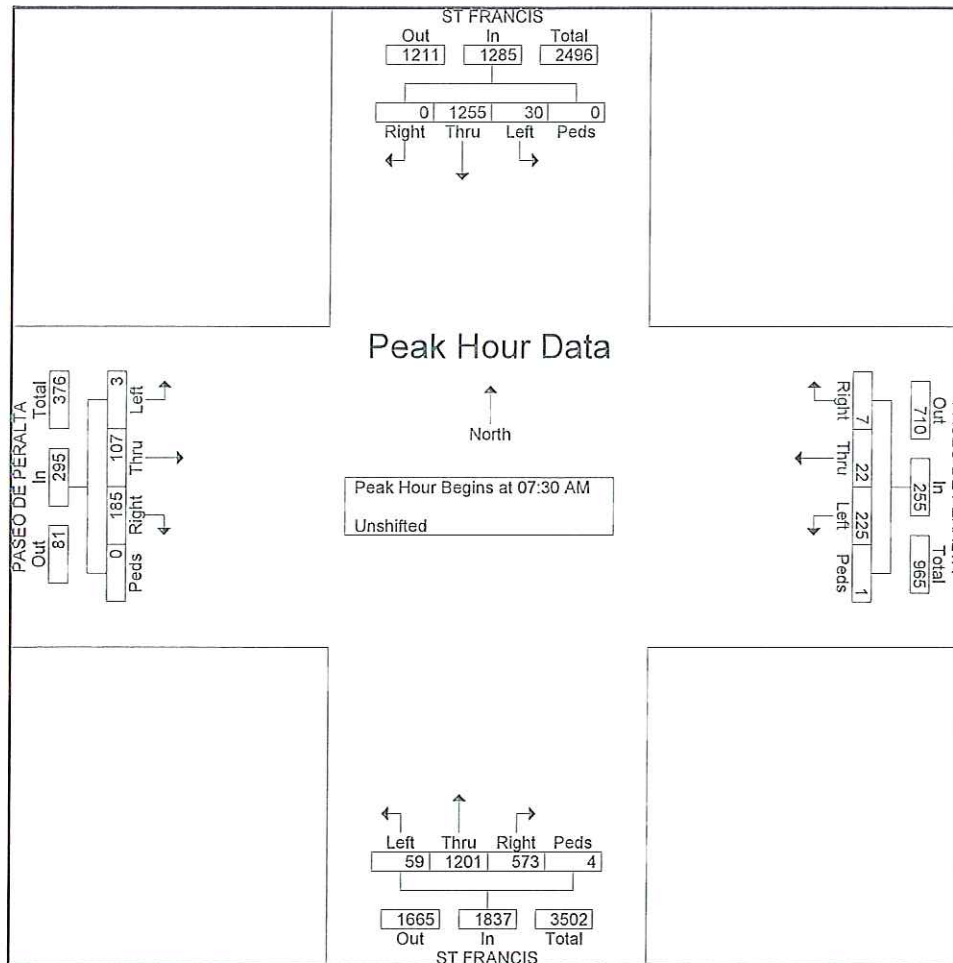 ST FRANCIS
Out In Total
1211 1285 2496
0 1255 30 0
Right Thru Left Peds
Peak Hour Data
North
Peak Hour Begins at 07:30 AM
Unshifted
PASEO DE PERALTA
Out In Total
81 295 376
3 107 185 0
Left Thru Right Peds
Right Thru Left Peds
7 22 225 1
Out In Total
710 255 965
Left Thru Right Peds
59 1201 573 4
1665 1837 3502
Out In Total
ST FRANCIS